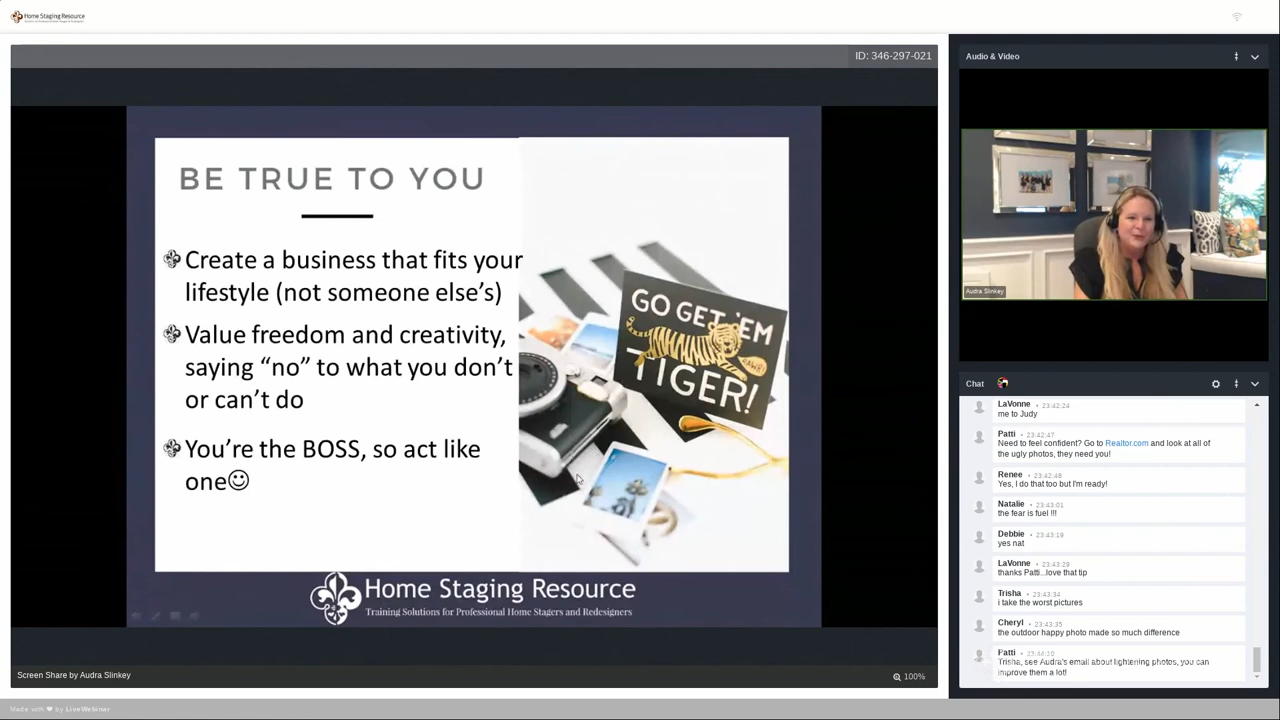 Home Staging Resource
ID: 346-297-021
BE TRUE TO YOU
Create a business that fits your
lifestyle (not someone else’s)
Value freedom and creativity,
saying “no” to what you don’t
or can’t do
You’re the BOSS, so act like
one
GO GET 'EM
TIGER!
Home Staging Resource
Training Solutions for Professional Home Stagers and Redesigners
Screen Share by Audra Slinkey
100%
Made with ❤ by LiveWebinar
Audio & Video
Audra Slinkey
Chat
LaVonne • 23:42:24
me to Judy
Patti • 23:42:47
Need to feel confident? Go to Realtor.com and look at all of
the ugly photos, they need you!
Renee • 23:42:48
Yes, I do that too but I'm ready!
Natalie • 23:43:01
the fear is fuel !!!
Debbie • 23:43:19
yes nat
LaVonne • 23:43:29
thanks Patti...love that tip
Trisha • 23:43:34
i take the worst pictures
Cheryl • 23:43:35
the outdoor happy photo made so much difference
Patti • 23:44:10
Trisha, see Audra's email about lightening photos, you can
improve them a lot!